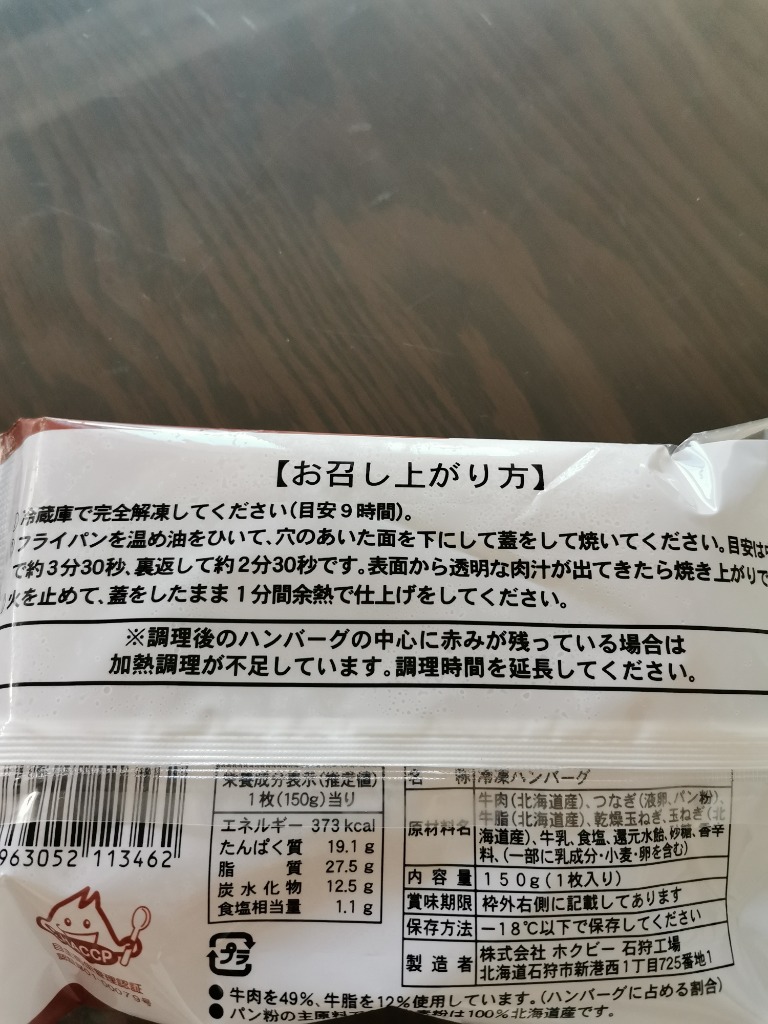 【お召し上がり方】
冷蔵庫で完全解凍してください(目安9時間)。
フライパンを温め油をひいて、穴のあいた面を下にして蓋をして焼いてください。目安は
で約3分30秒、裏返して約2分30秒です。表面から透明な肉汁が出てきたら焼き上がりで
火を止めて、蓋をしたまま1分間余熱で仕上げをしてください。
※調理後のハンバーグの中心に赤みが残っている場合は
加熱調理が不足しています。調理時間を延長してください。
栄養成分表示(推定値)
1枚(150g)当り
エネルギー 373kcal
たんぱく質 19.1g
脂質 27.5g
炭水化物 12.5g
食塩相当量 1.1g
963052 113462
HACCP
プラ
名称 冷凍ハンバーグ
原材料名 牛肉(北海道産)、つなぎ(液卵、パン粉)、
牛脂(北海道産)、乾燥玉ねぎ、玉ねぎ(北
海道産)、牛乳、食塩、還元水飴、砂糖、香辛
料、(一部に乳成分・小麦・卵を含む)
内容量 150g(1枚入り)
賞味期限 枠外右側に記載してあります
保存方法 −18℃以下で保存してください
製造者 株式会社 ホクビー 石狩工場
北海道石狩市新港西1丁目725番地1
●牛肉を49%、牛脂を12%使用しています。(ハンバーグに占める割合)
●パン粉の主原料 は100%北海道産です。